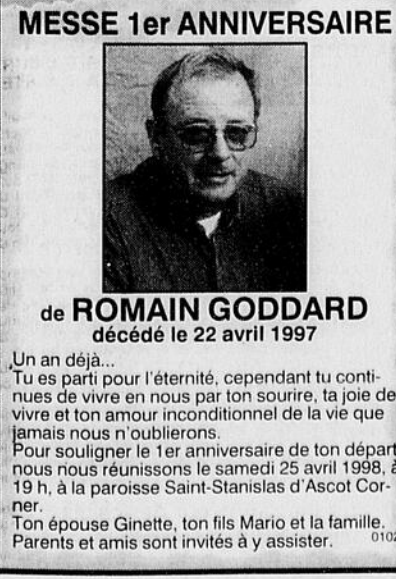 MESSE 1er ANNIVERSAIRE
de ROMAIN GODDARD
décédé le 22 avril 1997
Un an déjà...
Tu es parti pour l'éternité, cependant tu conti-
nues de vivre en nous par ton sourire, ta joie de
vivre et ton amour inconditionnel de la vie que
jamais nous n'oublierons.
Pour souligner le 1er anniversaire de ton départ
nous nous réunissons le samedi 25 avril 1998, à
19 h, à la paroisse Saint-Stanislas d'Ascot Cor-
ner.
Ton épouse Ginette, ton fils Mario et la famille.
Parents et amis sont invités à y assister.